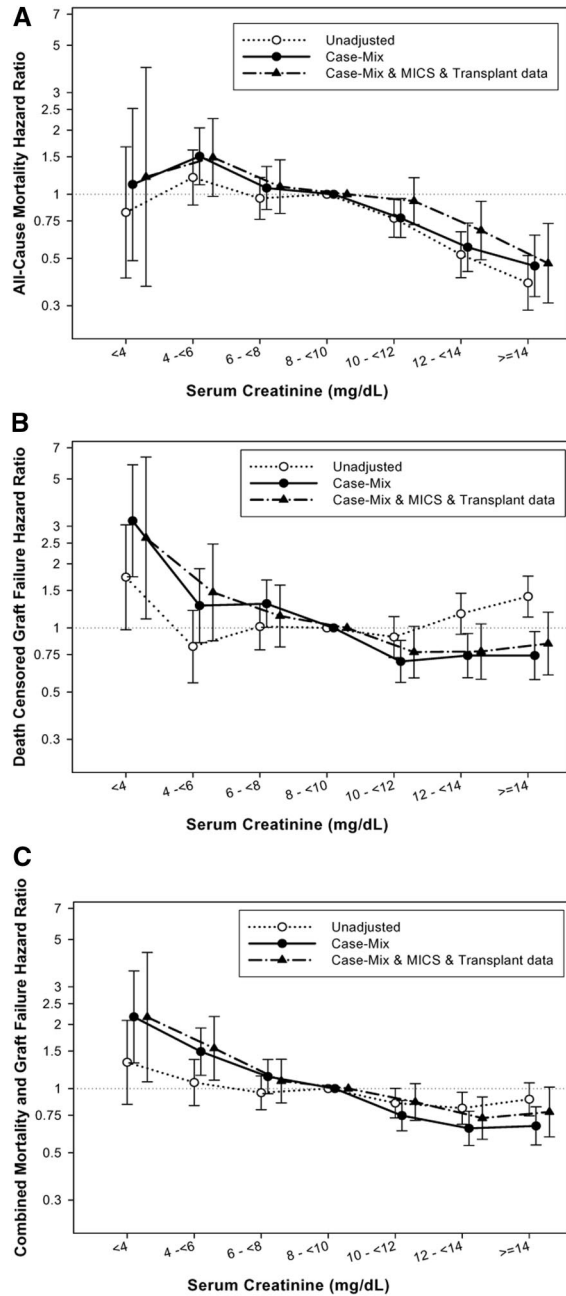 A
All-Cause Mortality Hazard Ratio
7
5
3
2.5
2
1.5
1
0.75
0.5
0.3
Unadjusted
Case-Mix
Case-Mix & MICS & Transplant data
<4
4 -<6
6 - <8
8 - <10
10 - <12
12 - <14
>=14
Serum Creatinine (mg/dL)
B
Death Censored Graft Failure Hazard Ratio
7
5
3
2.5
2
1.5
1
0.75
0.5
0.3
Unadjusted
Case-Mix
Case-Mix & MICS & Transplant data
<4
4 -<6
6 - <8
8 - <10
10 - <12
12 - <14
>=14
Serum Creatinine (mg/dL)
C
Combined Mortality and Graft Failure Hazard Ratio
7
5
3
2.5
2
1.5
1
0.75
0.5
0.3
Unadjusted
Case-Mix
Case-Mix & MICS & Transplant data
<4
4 -<6
6 - <8
8 - <10
10 - <12
12 - <14
>=14
Serum Creatinine (mg/dL)